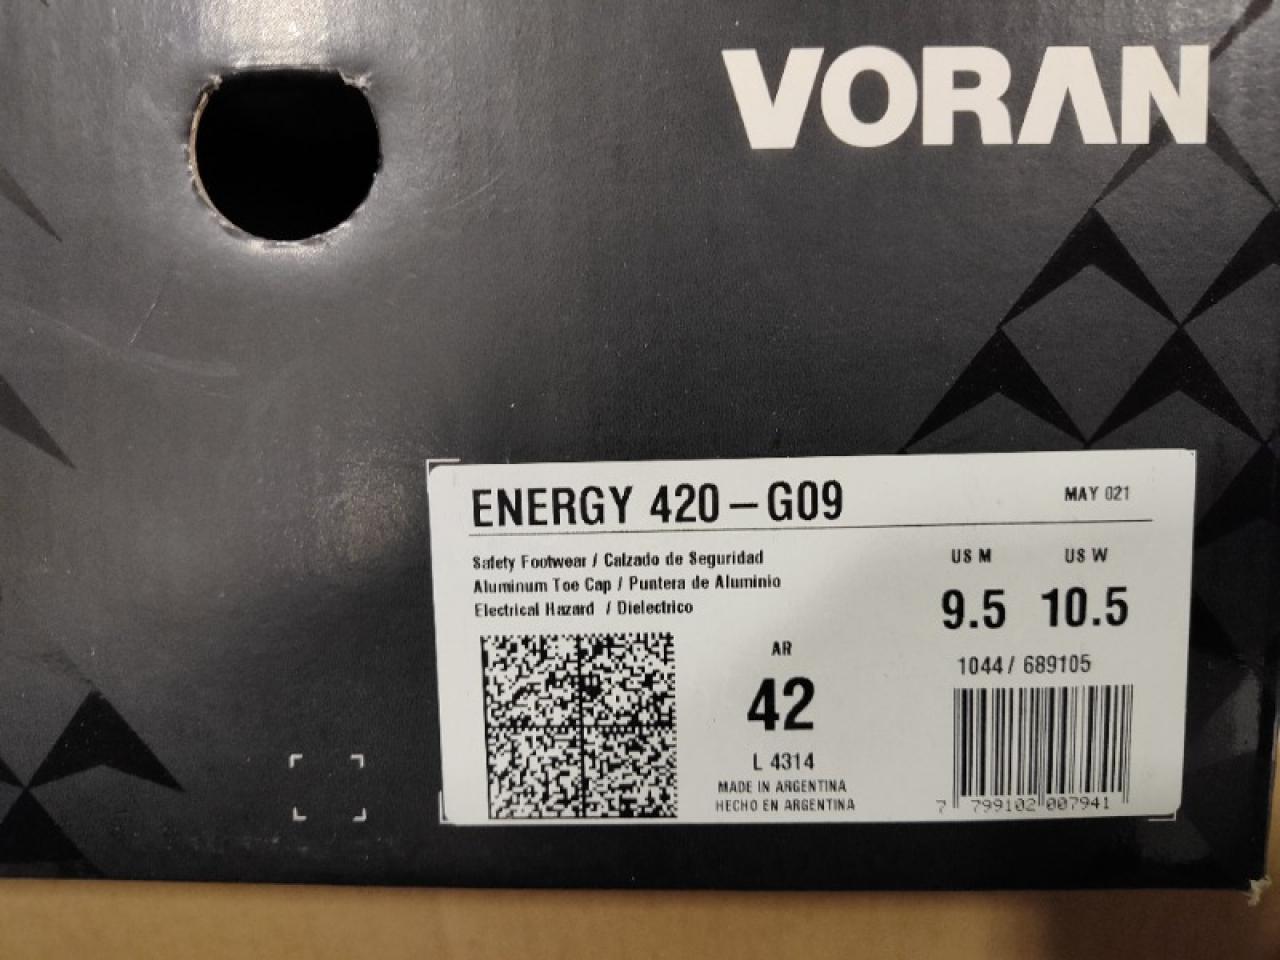 VORAN
ENERGY 420 – G09
MAY 021
Safety Footwear / Calzado de Seguridad
Aluminum Toe Cap / Puntera de Aluminio
Electrical Hazard / Dielectrico
US M US W
9.5 10.5
AR
42
L 4314
MADE IN ARGENTINA
HECHO EN ARGENTINA
1044 / 689105
7 799102 007941